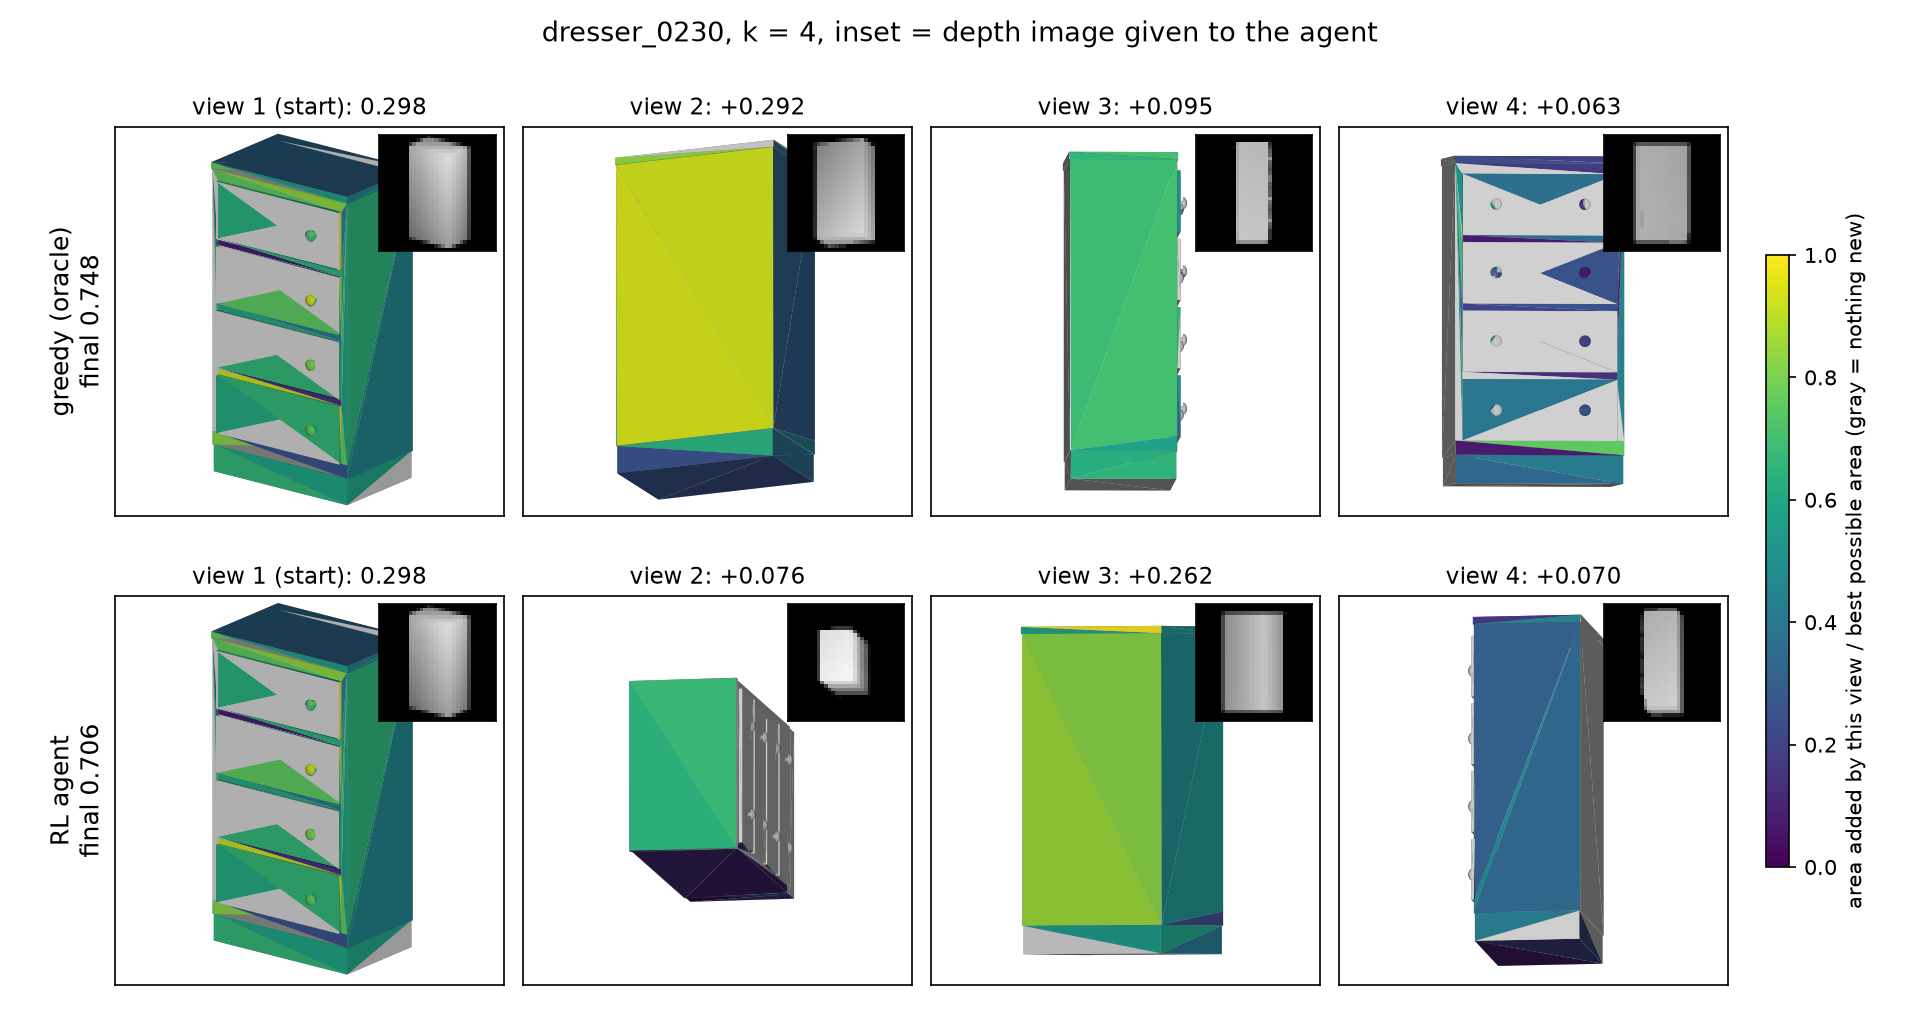 dresser_0230, k = 4, inset = depth image given to the agent
view 1 (start): 0.298
view 2: +0.292
view 3: +0.095
view 4: +0.063
greedy (oracle)
final 0.748
view 1 (start): 0.298
view 2: +0.076
view 3: +0.262
view 4: +0.070
RL agent
final 0.706
1.0
0.8
0.6
0.4
0.2
0.0
area added by this view / best possible area (gray = nothing new)